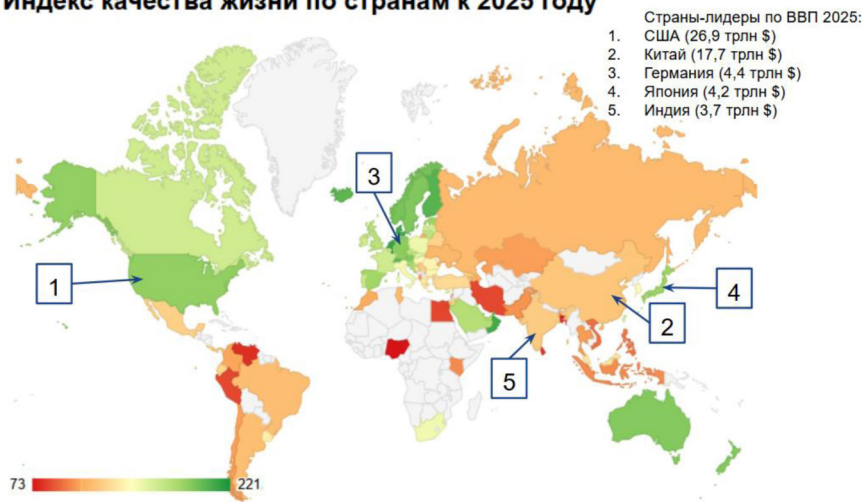 Индекс качества жизни по странам к 2025 году
Страны-лидеры по ВВП 2025:
1. США (26,9 трлн $)
2. Китай (17,7 трлн $)
3. Германия (4,4 трлн $)
4. Япония (4,2 трлн $)
5. Индия (3,7 трлн $)
3
1
4
2
5
73 221